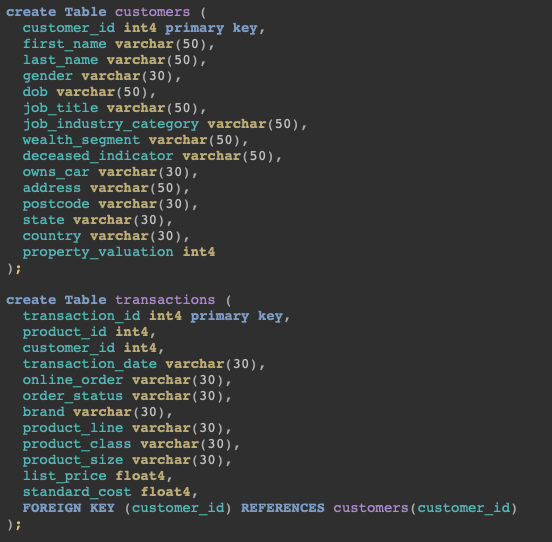 create Table customers (
  customer_id int4 primary key,
  first_name varchar(50),
  last_name varchar(50),
  gender varchar(30),
  dob varchar(50),
  job_title varchar(50),
  job_industry_category varchar(50),
  wealth_segment varchar(50),
  deceased_indicator varchar(50),
  owns_car varchar(30),
  address varchar(50),
  postcode varchar(30),
  state varchar(30),
  country varchar(30),
  property_valuation int4
);

create Table transactions (
  transaction_id int4 primary key,
  product_id int4,
  customer_id int4,
  transaction_date varchar(30),
  online_order varchar(30),
  order_status varchar(30),
  brand varchar(30),
  product_line varchar(30),
  product_class varchar(30),
  product_size varchar(30),
  list_price float4,
  standard_cost float4,
  FOREIGN KEY (customer_id) REFERENCES customers(customer_id)
);